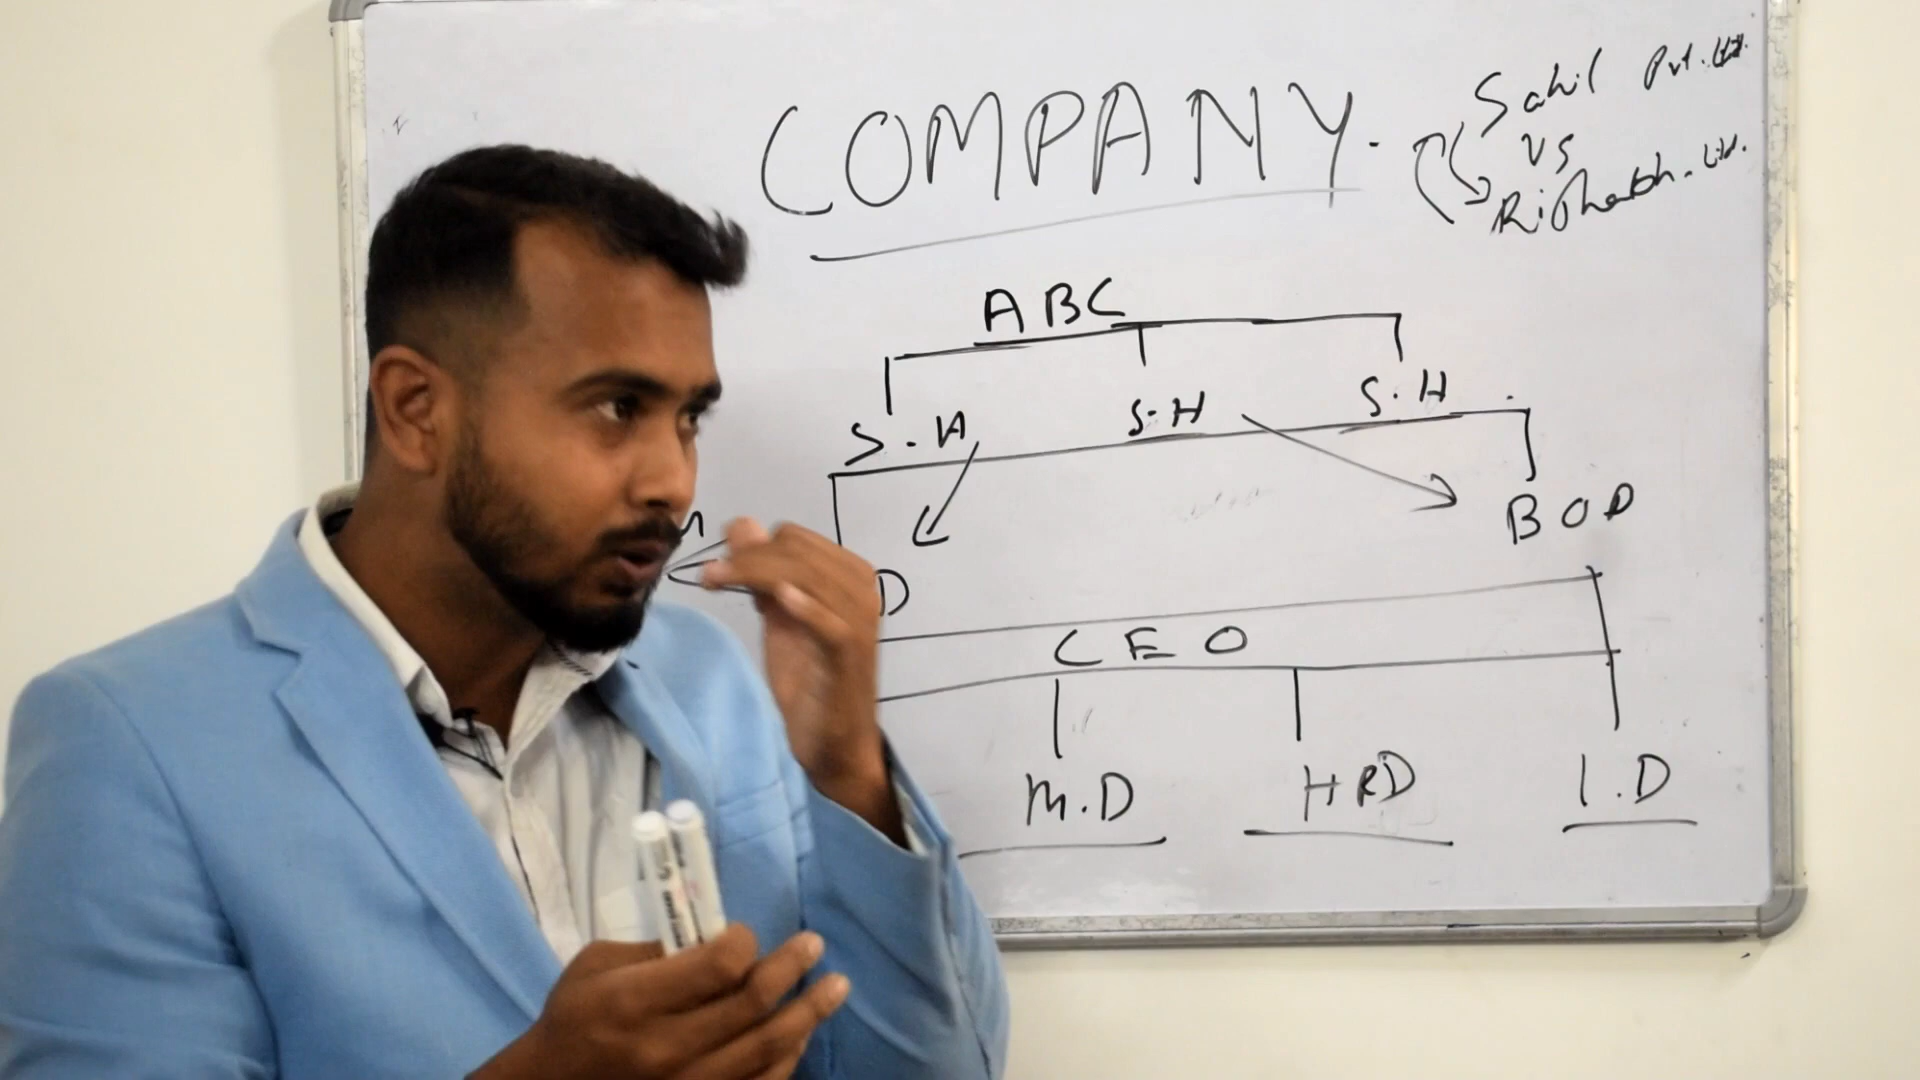 COMPANY.
Sahil Pvt. Ltd.
vs
Rishabh. Ltd.
ABC
S.H S.H S.H
BOD
D
CEO
M.D HRD I.D